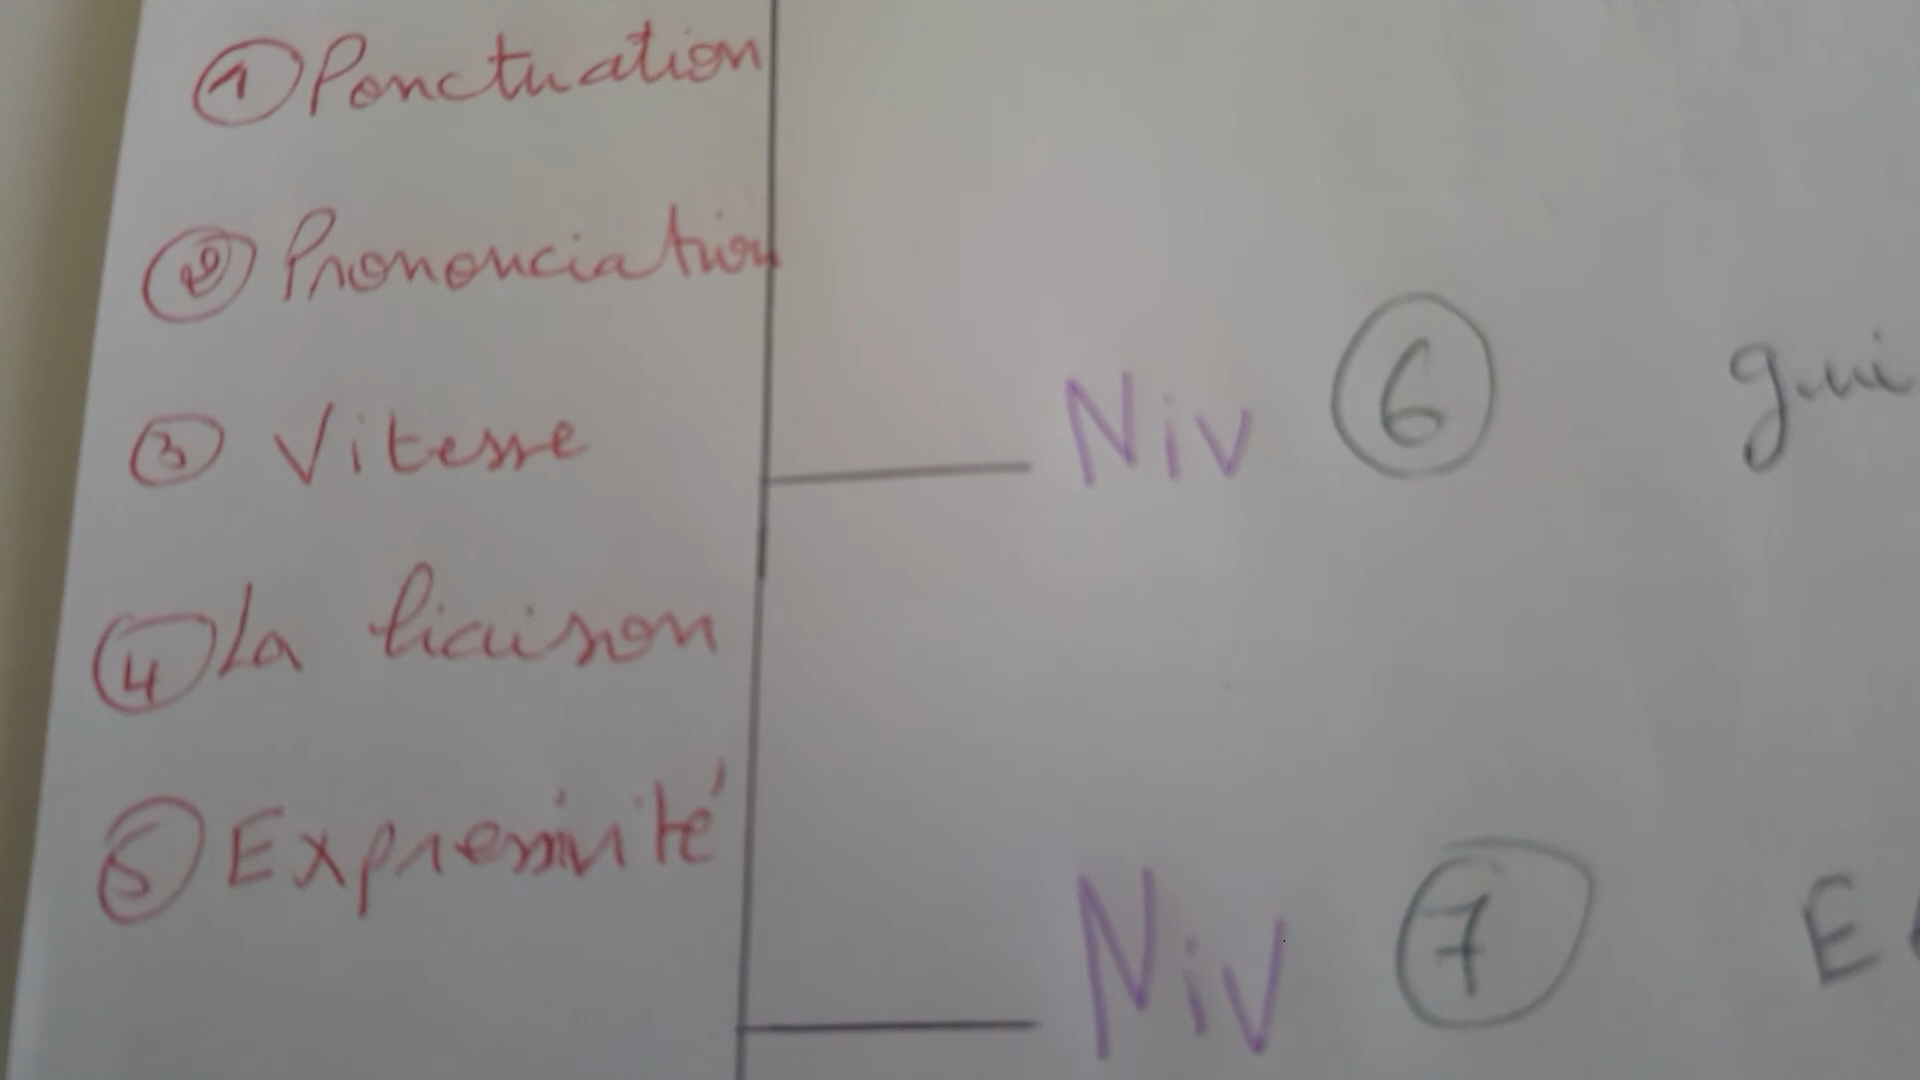 ① Ponctuation
② Prononciation
③ Vitesse
④ La liaison
⑤ Expressivité
Niv ⑥
Niv ⑦